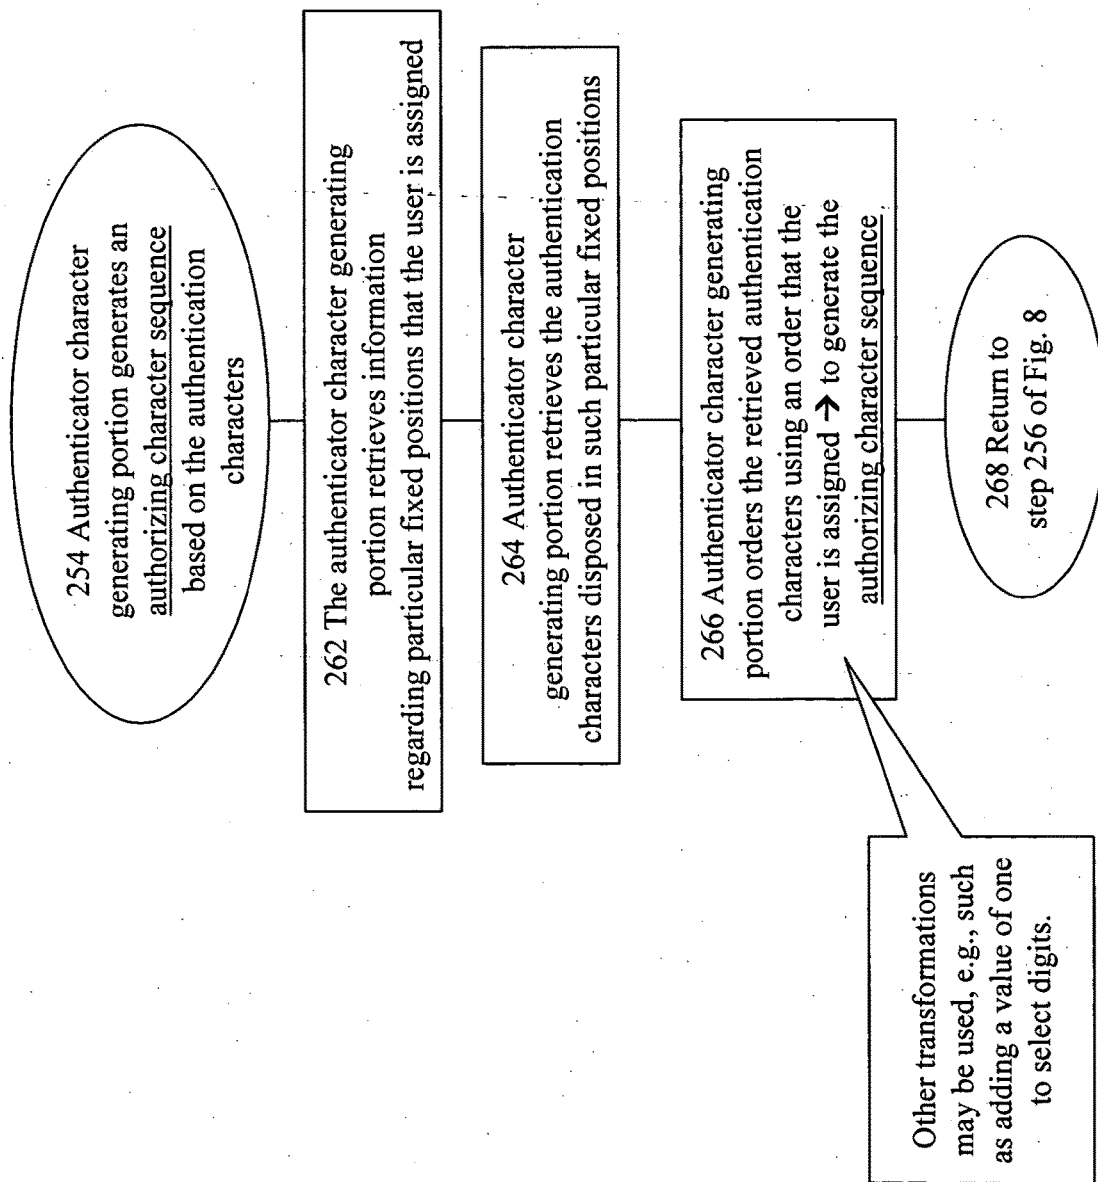 254 Authenticator character
generating portion generates an
authorizing character sequence
based on the authentication
characters
262 The authenticator character generating
portion retrieves information
regarding particular fixed positions that the user is assigned
264 Authenticator character
generating portion retrieves the authentication
characters disposed in such particular fixed positions
266 Authenticator character generating
portion orders the retrieved authentication
characters using an order that the
user is assigned → to generate the
authorizing character sequence
268 Return to
step 256 of Fig. 8
Other transformations
may be used, e.g., such
as adding a value of one
to select digits.